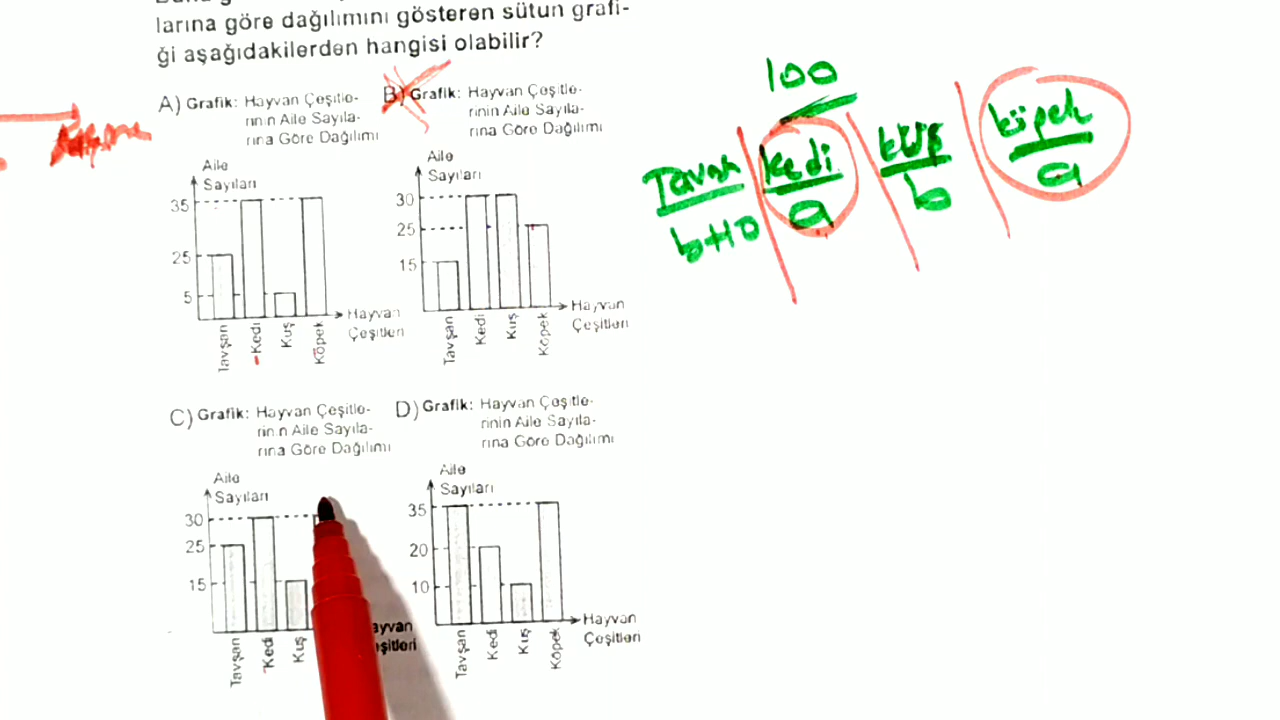 larına göre dağılımını gösteren sütun grafi-
ği aşağıdakilerden hangisi olabilir?
A) Grafik: Hayvan Çeşitle-
rinin Aile Sayıla-
rına Göre Dağılımı
Aile
Sayıları
35
25
5
Tavşan
Kedi
Kuş
Köpek
Hayvan
Çeşitleri
B) Grafik: Hayvan Çeşitle-
rinin Aile Sayıla-
rına Göre Dağılımı
Aile
Sayıları
30
25
15
Tavşan
Kedi
Kuş
Köpek
Hayvan
Çeşitleri
C) Grafik: Hayvan Çeşitle-
rinin Aile Sayıla-
rına Göre Dağılımı
Aile
Sayıları
30
25
15
Tavşan
Kedi
Kuş
ayvan
şitleri
D) Grafik: Hayvan Çeşitle-
rinin Aile Sayıla-
rına Göre Dağılımı
Aile
Sayıları
35
20
10
Tavşan
Kedi
Kuş
Köpek
Hayvan
Çeşitleri
100
Tavşan kedi kuş köpek
b+10 a b a